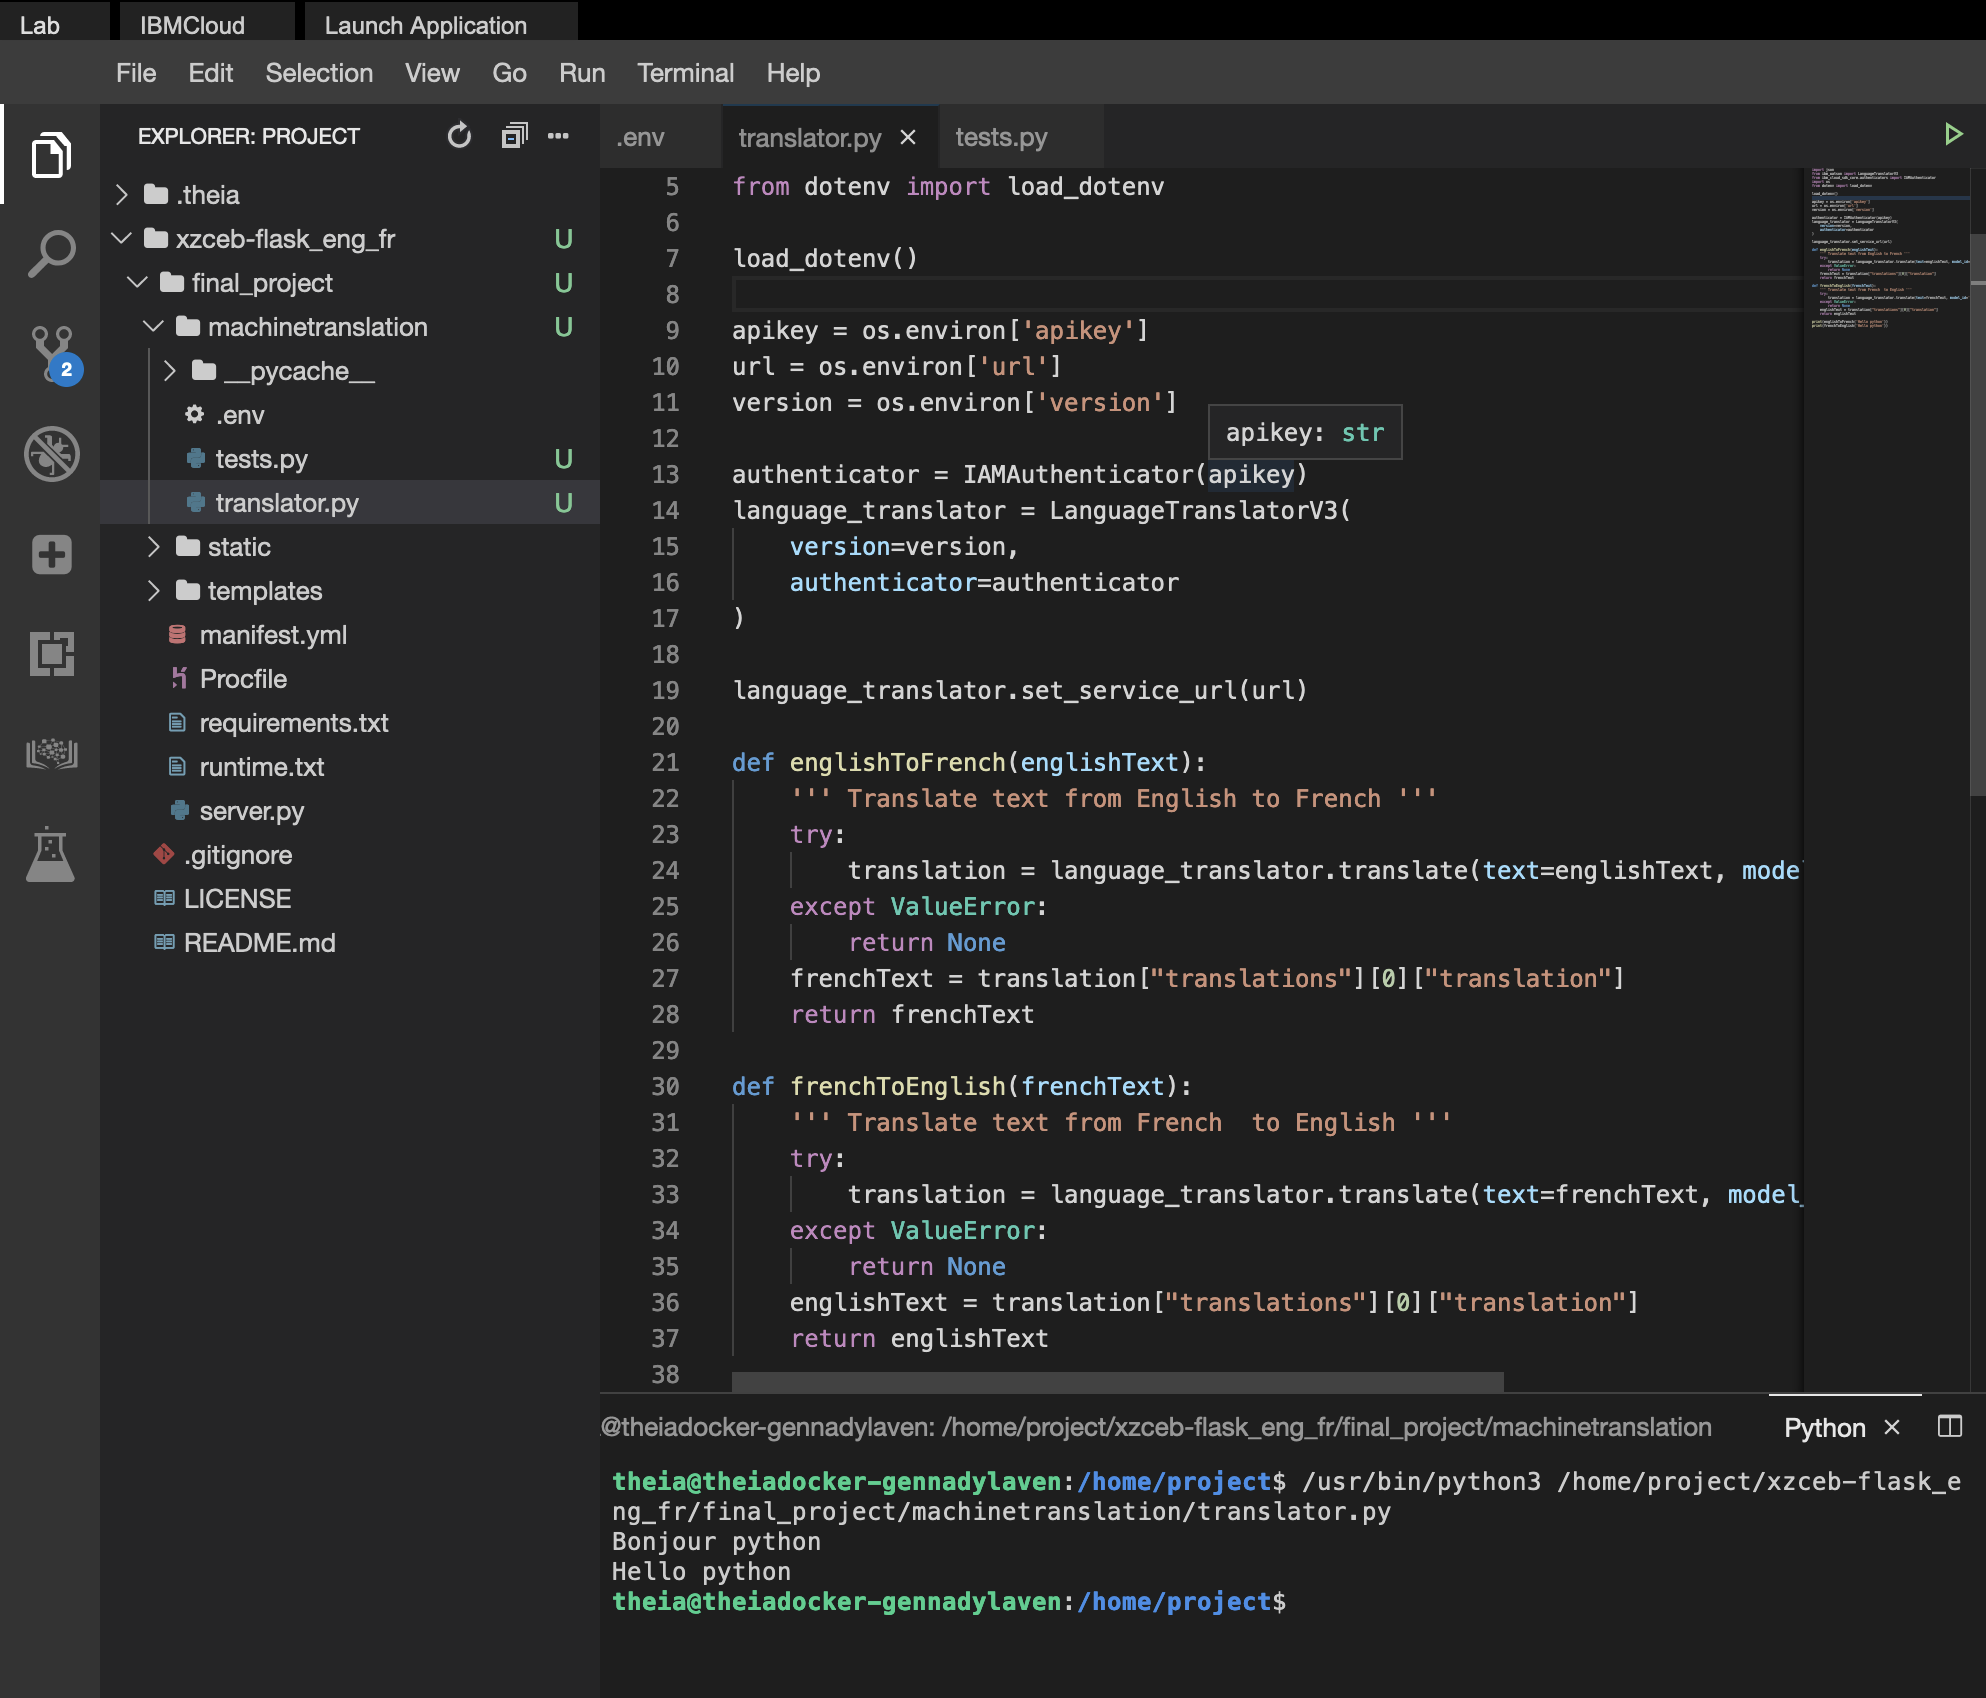 Lab IBMCloud Launch Application
File Edit Selection View Go Run Terminal Help
EXPLORER: PROJECT
.theia
xzceb-flask_eng_fr U
final_project U
machinetranslation U
__pycache__
.env
tests.py U
translator.py U
static
templates
manifest.yml
Procfile
requirements.txt
runtime.txt
server.py
.gitignore
LICENSE
README.md
2
.env translator.py tests.py
5 from dotenv import load_dotenv
6
7 load_dotenv()
8
9 apikey = os.environ['apikey']
10 url = os.environ['url']
11 version = os.environ['version']
12
apikey: str
13 authenticator = IAMAuthenticator(apikey)
14 language_translator = LanguageTranslatorV3(
15     version=version,
16     authenticator=authenticator
17 )
18
19 language_translator.set_service_url(url)
20
21 def englishToFrench(englishText):
22     ''' Translate text from English to French '''
23     try:
24         translation = language_translator.translate(text=englishText, mode
25     except ValueError:
26         return None
27     frenchText = translation["translations"][0]["translation"]
28     return frenchText
29
30 def frenchToEnglish(frenchText):
31     ''' Translate text from French  to English '''
32     try:
33         translation = language_translator.translate(text=frenchText, model_
34     except ValueError:
35         return None
36     englishText = translation["translations"][0]["translation"]
37     return englishText
38
@theiadocker-gennadylaven: /home/project/xzceb-flask_eng_fr/final_project/machinetranslation Python
theia@theiadocker-gennadylaven:/home/project$ /usr/bin/python3 /home/project/xzceb-flask_e
ng_fr/final_project/machinetranslation/translator.py
Bonjour python
Hello python
theia@theiadocker-gennadylaven:/home/project$